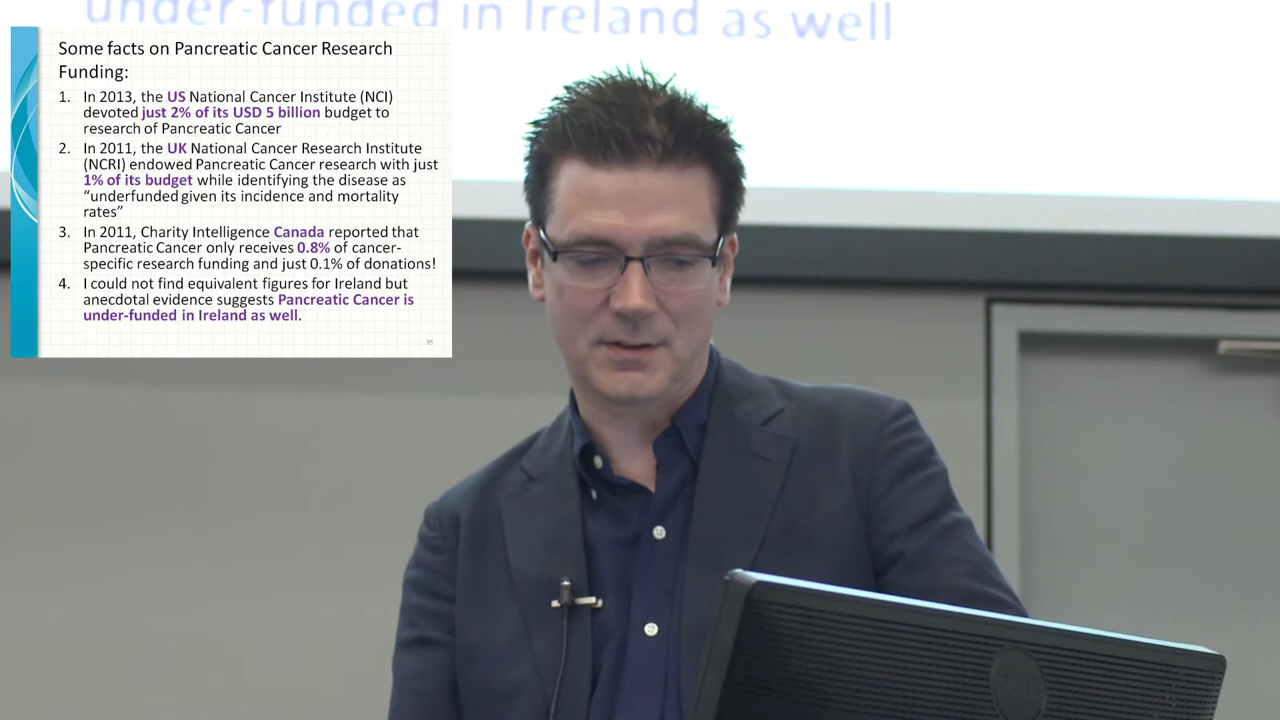 under-funded in Ireland as well
Some facts on Pancreatic Cancer Research
Funding:
1. In 2013, the US National Cancer Institute (NCI)
devoted just 2% of its USD 5 billion budget to
research of Pancreatic Cancer
2. In 2011, the UK National Cancer Research Institute
(NCRI) endowed Pancreatic Cancer research with just
1% of its budget while identifying the disease as
“underfunded given its incidence and mortality
rates”
3. In 2011, Charity Intelligence Canada reported that
Pancreatic Cancer only receives 0.8% of cancer-
specific research funding and just 0.1% of donations!
4. I could not find equivalent figures for Ireland but
anecdotal evidence suggests Pancreatic Cancer is
under-funded in Ireland as well.
35